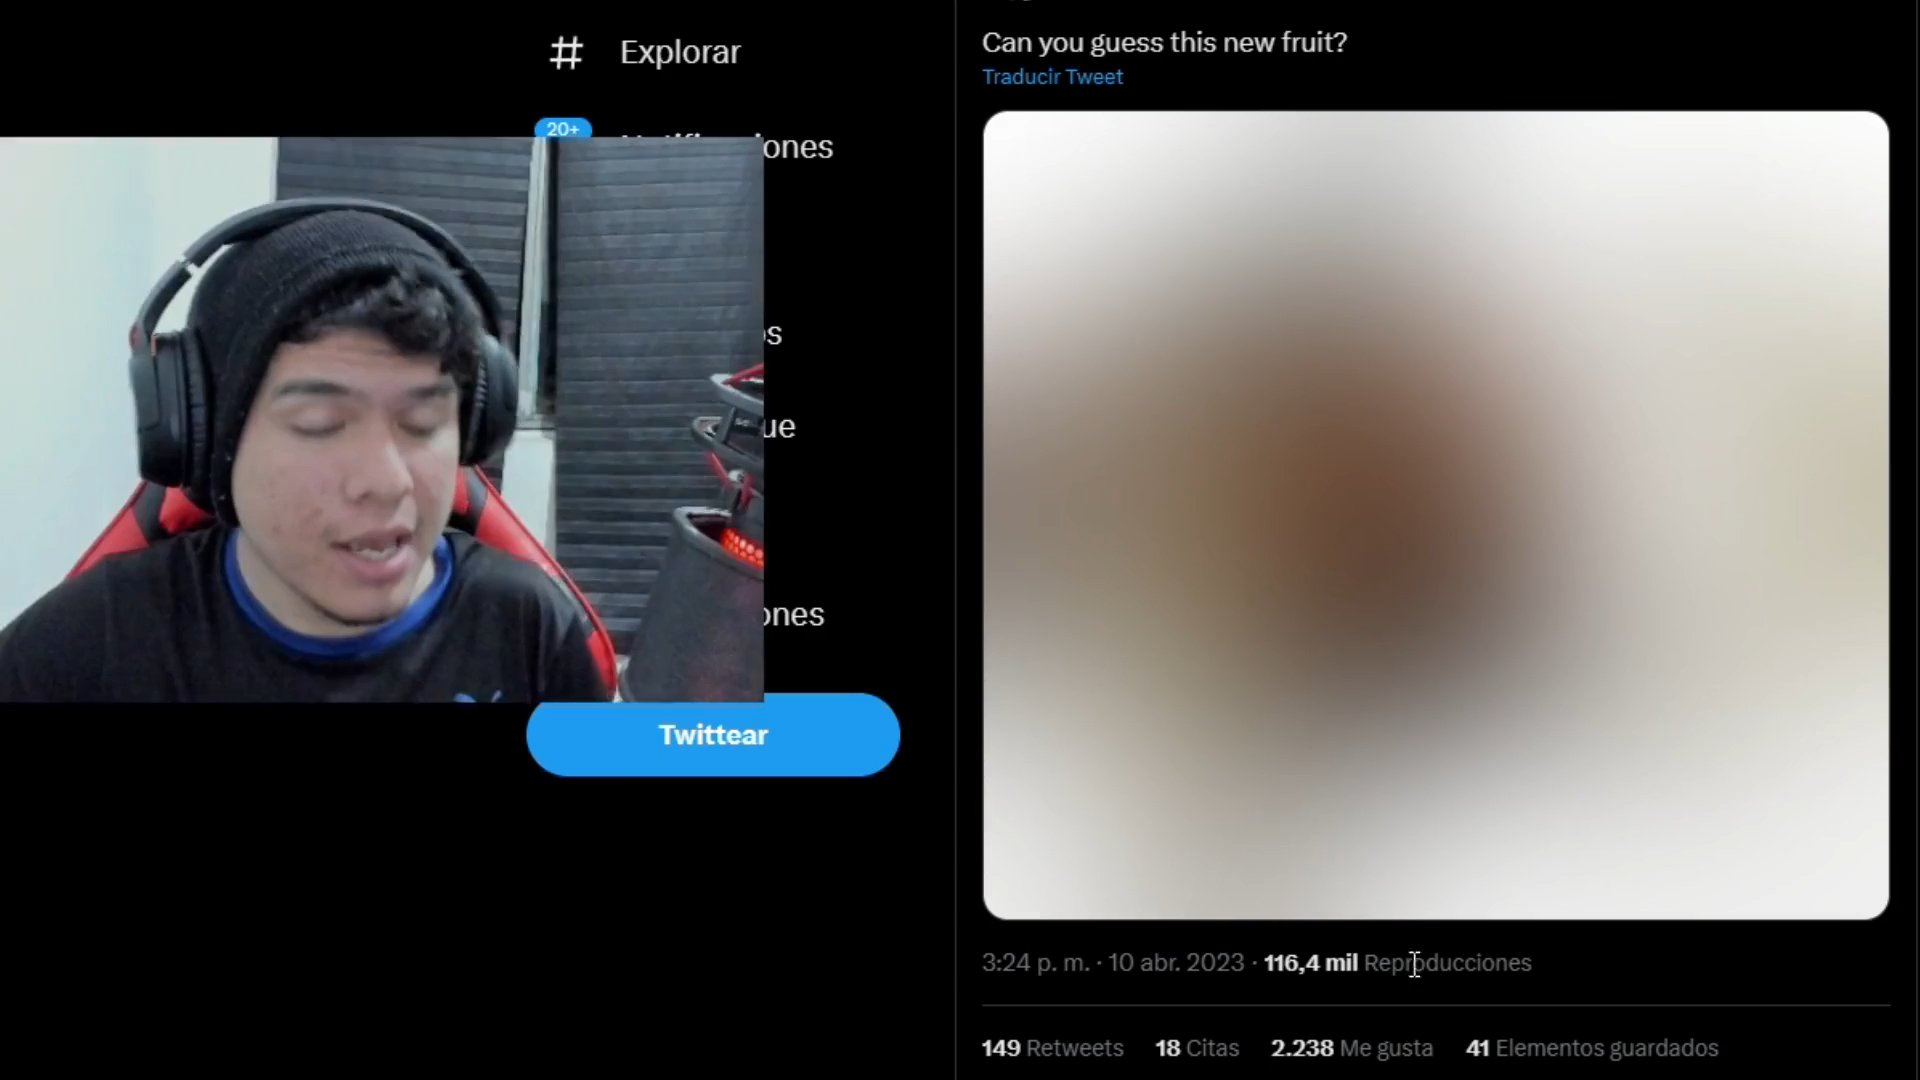 Explorar
20+
ones
os
ue
ones
Twittear
Can you guess this new fruit?
Traducir Tweet
3:24 p. m. · 10 abr. 2023 · 116,4 mil Reproducciones
149 Retweets 18 Citas 2.238 Me gusta 41 Elementos guardados